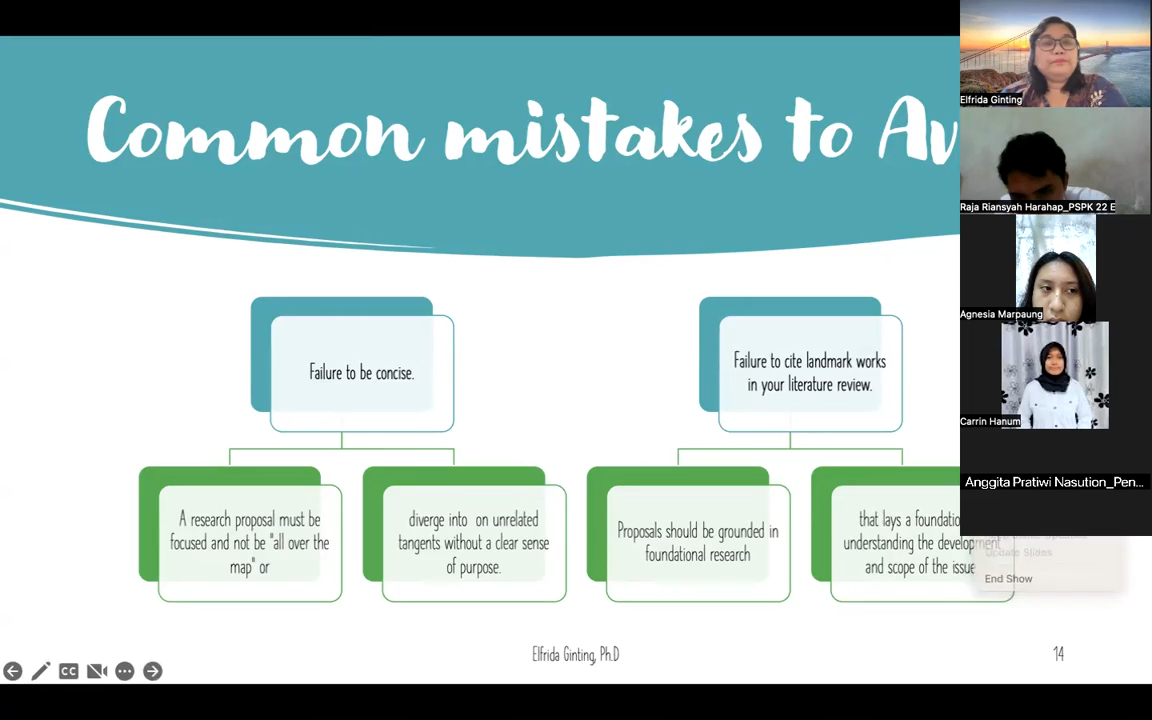 Common mistakes to Av
Failure to be concise.
A research proposal must be
focused and not be "all over the
map" or
diverge into on unrelated
tangents without a clear sense
of purpose.
Failure to cite landmark works
in your literature review.
Proposals should be grounded in
foundational research
that lays a foundatio
understanding the development
and scope of the issue
Elfrida Ginting, Ph.D
14
Elfrida Ginting
Raja Riansyah Harahap_PSPK 22 E
Agnesia Marpaung
Carrin Hanum
Anggita Pratiwi Nasution_Pen...
Update Slides
End Show
CC